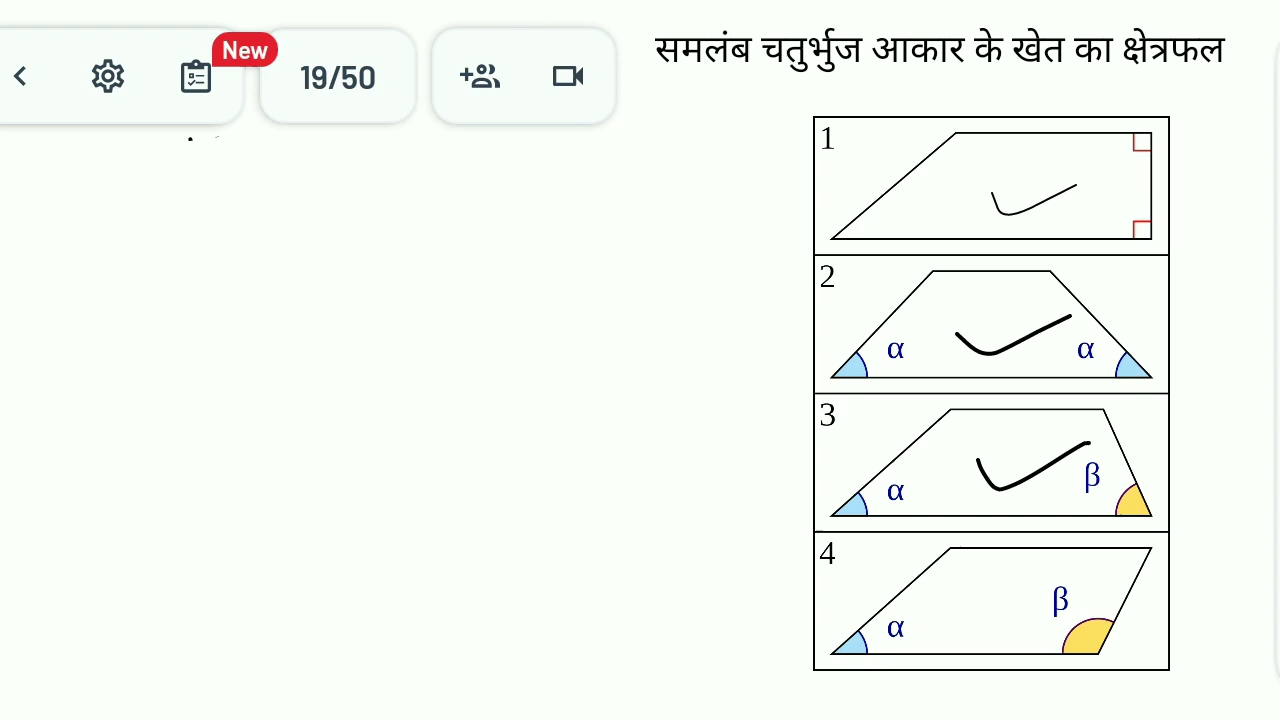 New
19/50
समलंब चतुर्भुज आकार के खेत का क्षेत्रफल
1
2
α α
3
α β
4
α β